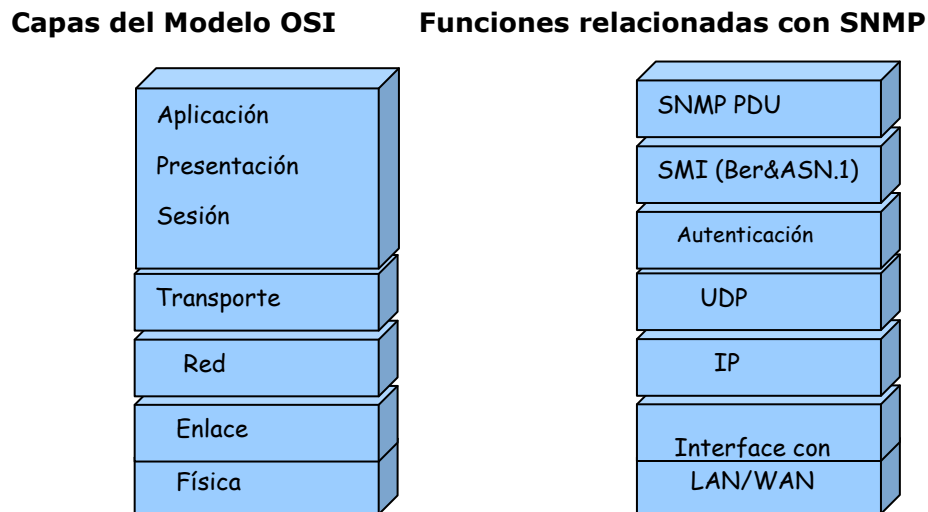 Capas del Modelo OSI
Funciones relacionadas con SNMP
Aplicación
Presentación
Sesión
Transporte
Red
Enlace
Física
SNMP PDU
SMI (Ber&ASN.1)
Autenticación
UDP
IP
Interface con
LAN/WAN